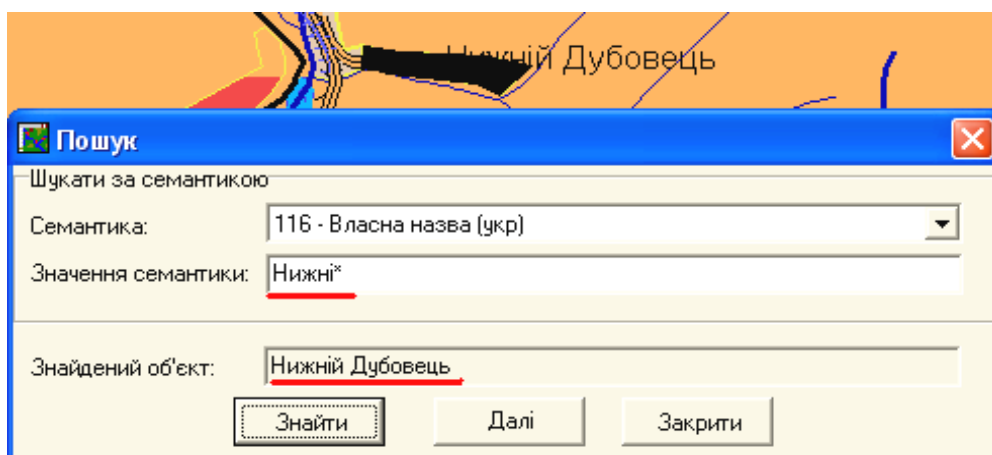 Нижній Дубовець
Пошук
Шукати за семантикою
Семантика: 116 - Власна назва (укр)
Значення семантики: Нижні*
Знайдений об'єкт: Нижній Дубовець
Знайти Далі Закрити